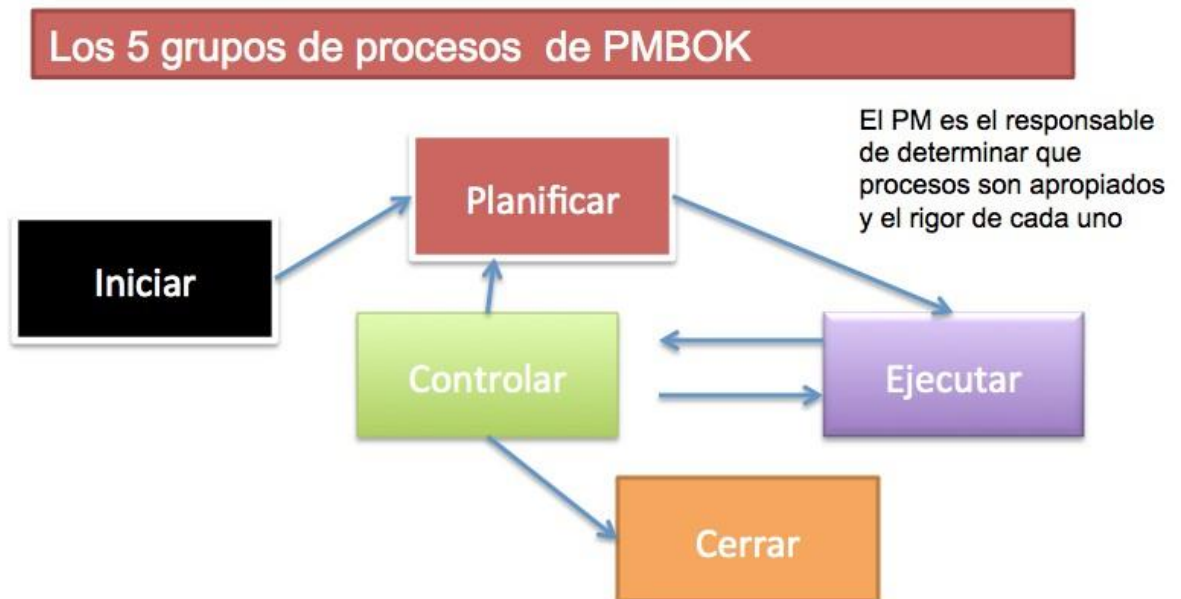 Los 5 grupos de procesos de PMBOK
El PM es el responsable
de determinar que
procesos son apropiados
y el rigor de cada uno
Planificar
Iniciar
Controlar
Ejecutar
Cerrar